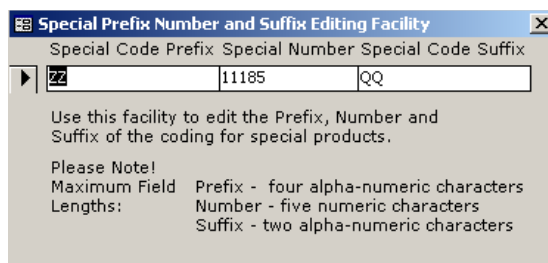 Special Prefix Number and Suffix Editing Facility
Special Code Prefix Special Number Special Code Suffix
ZZ 11185 QQ
Use this facility to edit the Prefix, Number and
Suffix of the coding for special products.
Please Note!
Maximum Field Prefix - four alpha-numeric characters
Lengths: Number - five numeric characters
Suffix - two alpha-numeric characters